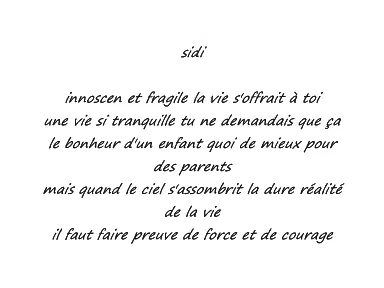 sidi
innoscen et fragile la vie s'offrait à toi
une vie si tranquille tu ne demandais que ça
le bonheur d'un enfant quoi de mieux pour
des parents
mais quand le ciel s'assombrit la dure réalité
de la vie
il faut faire preuve de force et de courage